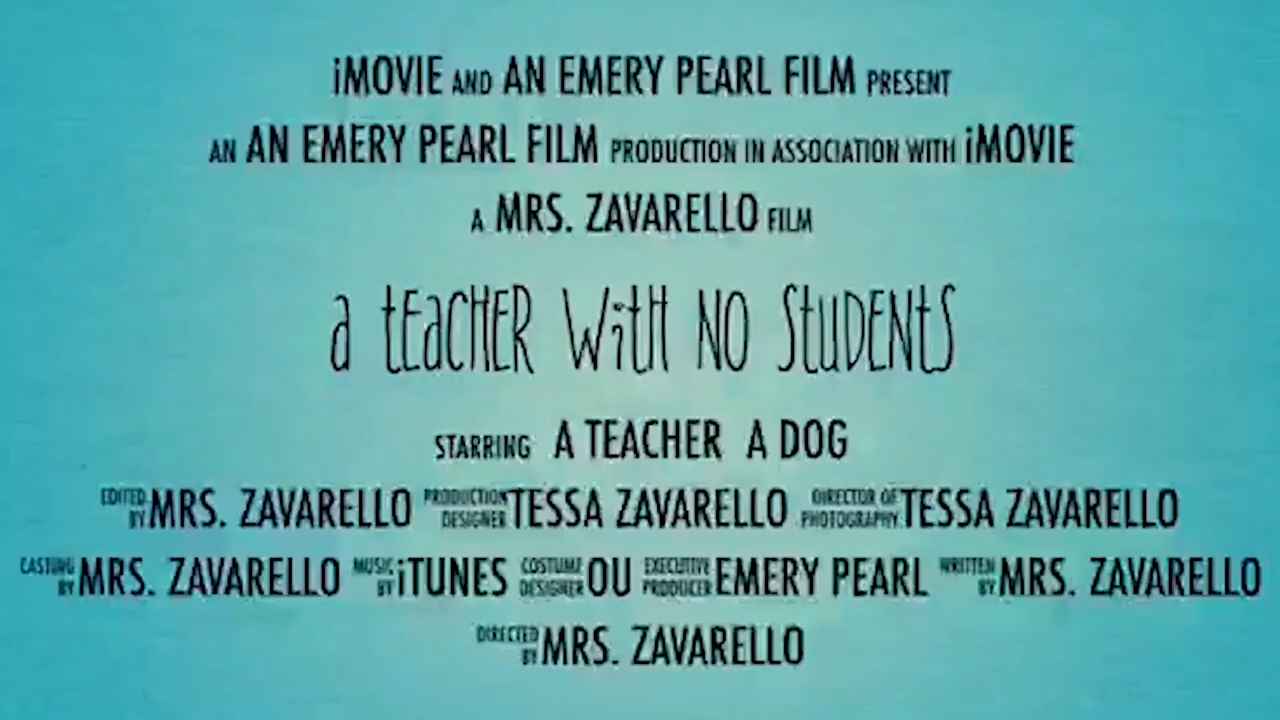 iMOVIE AND AN EMERY PEARL FILM PRESENT
AN AN EMERY PEARL FILM PRODUCTION IN ASSOCIATION WITH iMOVIE
A MRS. ZAVARELLO FILM
a tEacHER WitH NO StuDENtS
STARRING A TEACHER A DOG
EDITED BY MRS. ZAVARELLO PRODUCTION DESIGNER TESSA ZAVARELLO DIRECTOR OF PHOTOGRAPHY TESSA ZAVARELLO
CASTING BY MRS. ZAVARELLO MUSIC BY iTUNES COSTUME DESIGNER OU EXECUTIVE PRODUCER EMERY PEARL WRITTEN BY MRS. ZAVARELLO
DIRECTED BY MRS. ZAVARELLO